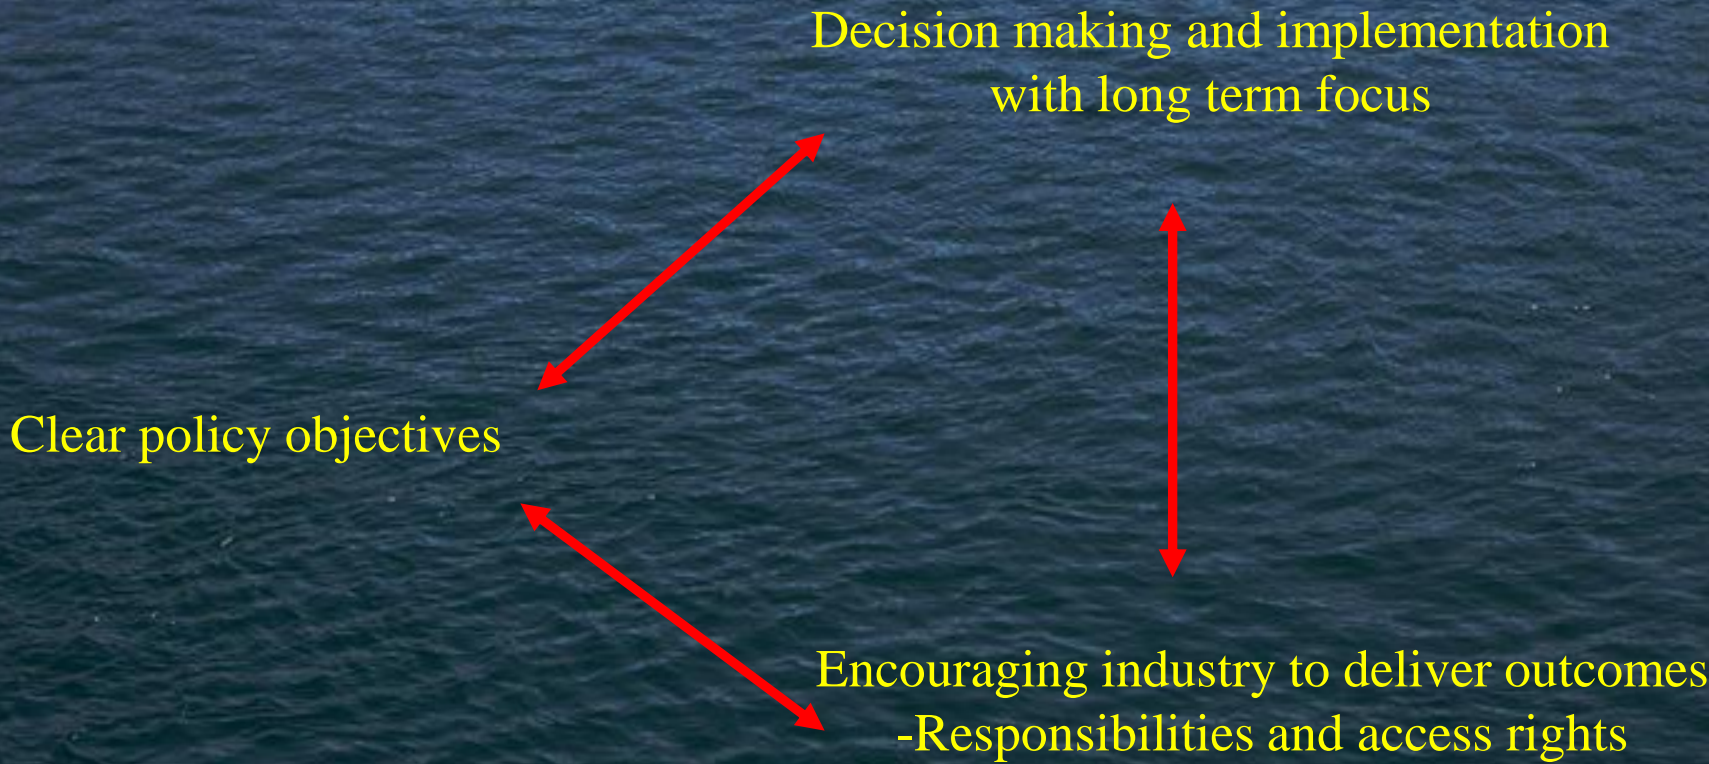 Decision making and implementation
with long term focus
Clear policy objectives
Encouraging industry to deliver outcomes
-Responsibilities and access rights